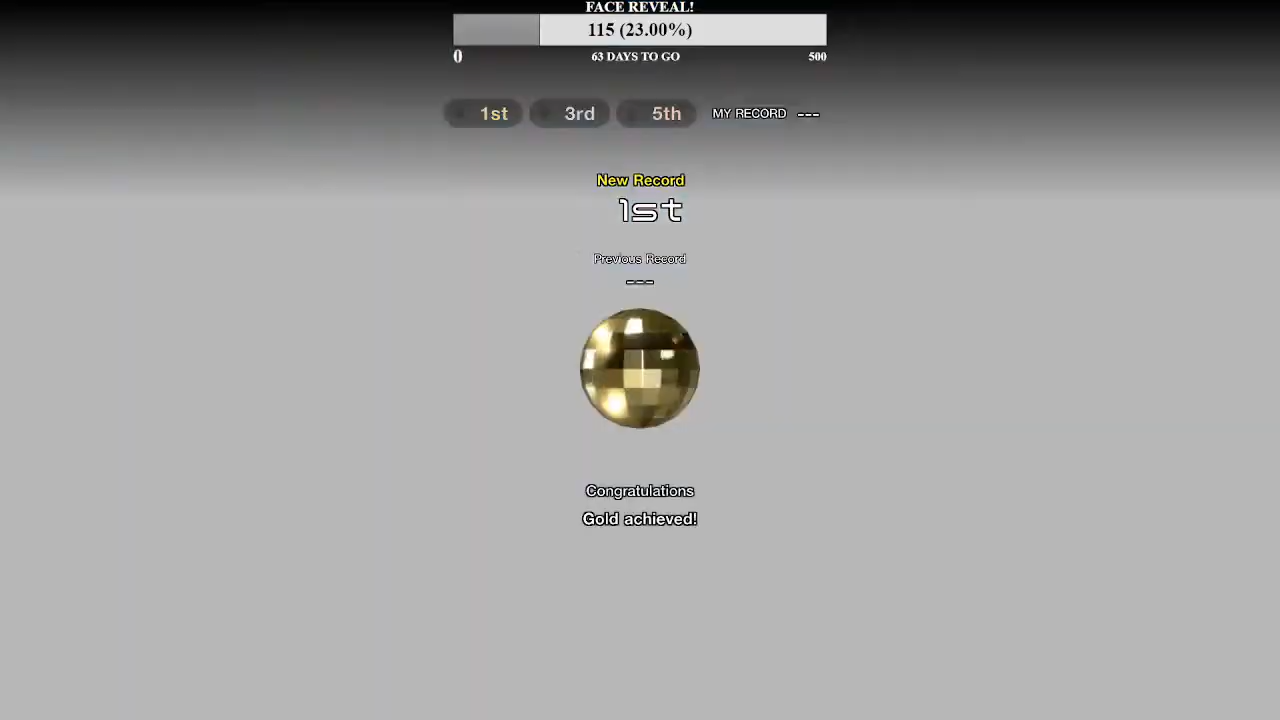 FACE REVEAL!
115 (23.00%)
0 63 DAYS TO GO 500
1st 3rd 5th MY RECORD ---
New Record
1st
Previous Record
---
Congratulations
Gold achieved!